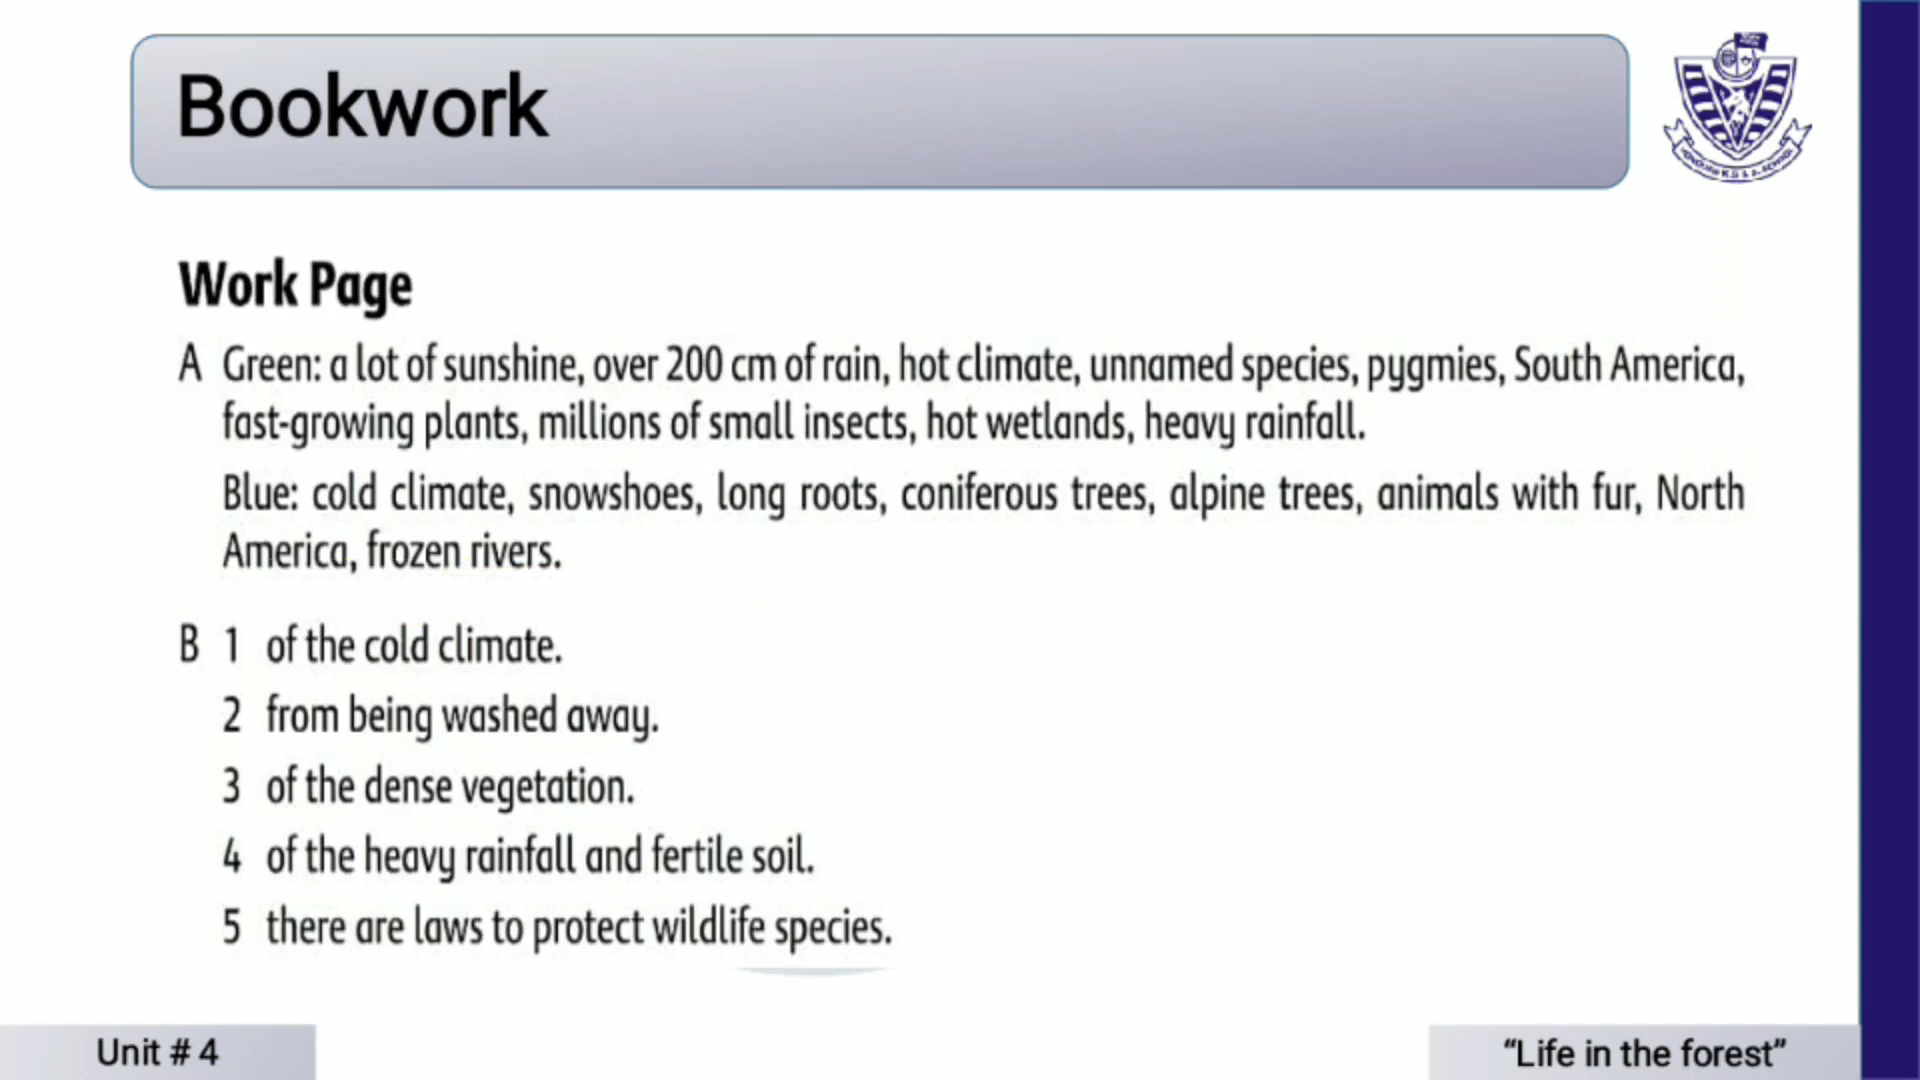 Bookwork
Work Page
A Green: a lot of sunshine, over 200 cm of rain, hot climate, unnamed species, pygmies, South America,
fast-growing plants, millions of small insects, hot wetlands, heavy rainfall.
Blue: cold climate, snowshoes, long roots, coniferous trees, alpine trees, animals with fur, North
America, frozen rivers.
B 1 of the cold climate.
2 from being washed away.
3 of the dense vegetation.
4 of the heavy rainfall and fertile soil.
5 there are laws to protect wildlife species.
Unit # 4
“Life in the forest”